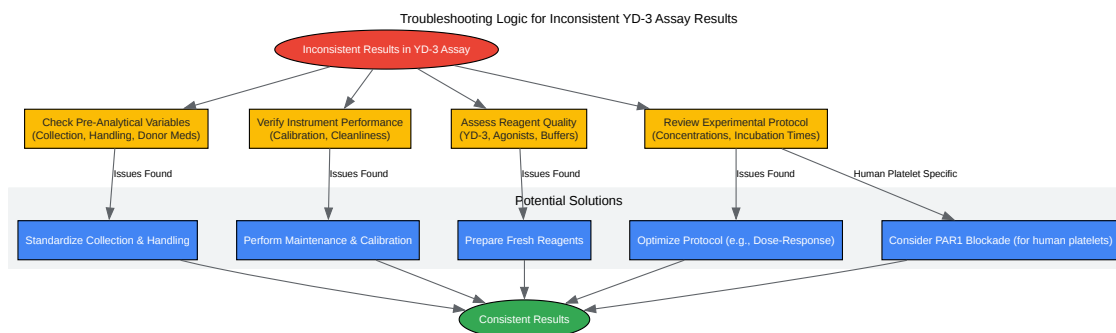 Troubleshooting Logic for Inconsistent YD-3 Assay Results
Inconsistent Results in YD-3 Assay
Check Pre-Analytical Variables
(Collection, Handling, Donor Meds)
Verify Instrument Performance
(Calibration, Cleanliness)
Assess Reagent Quality
(YD-3, Agonists, Buffers)
Review Experimental Protocol
(Concentrations, Incubation Times)
Issues Found
Issues Found
Issues Found
Issues Found
Human Platelet Specific
Potential Solutions
Standardize Collection & Handling
Perform Maintenance & Calibration
Prepare Fresh Reagents
Optimize Protocol (e.g., Dose-Response)
Consider PAR1 Blockade (for human platelets)
Consistent Results